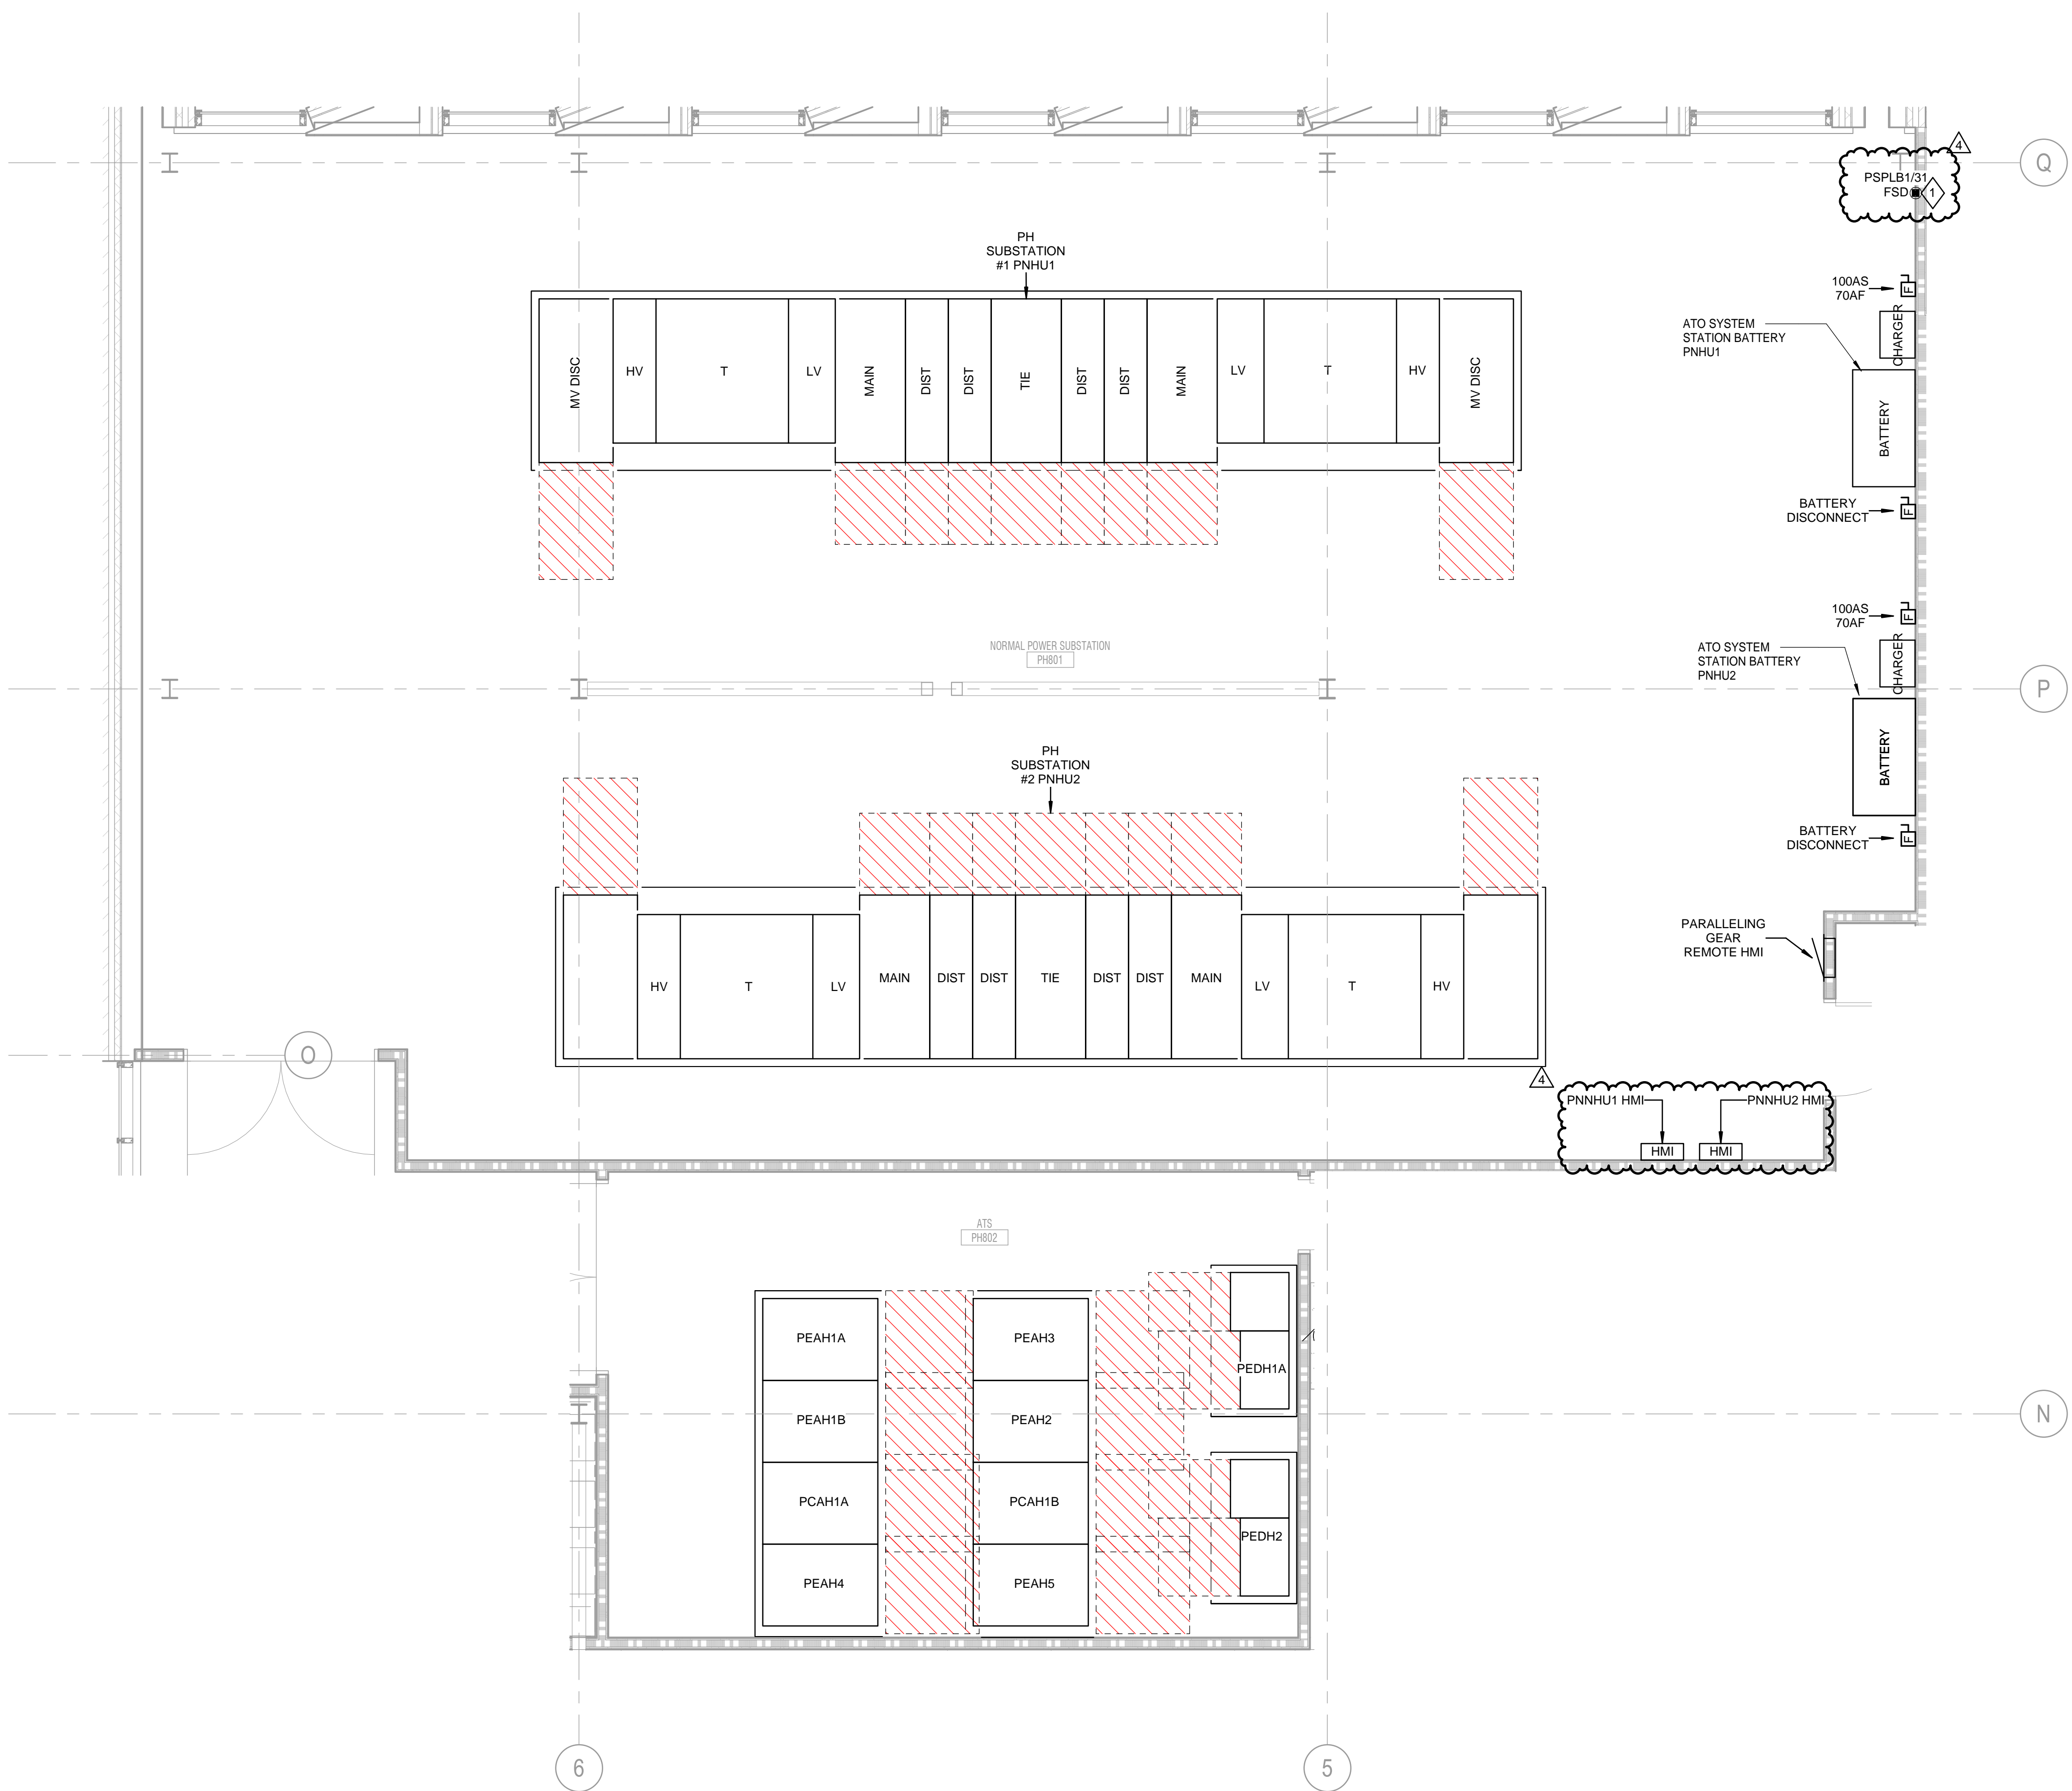 4
Q
PSPLB1/31
FSD
1
PH
SUBSTATION
#1 PNHU1
100AS
70AF
F
CHARGER
ATO SYSTEM
STATION BATTERY
PNHU1
MV DISC
HV
T
LV
MAIN
DIST
DIST
TIE
DIST
DIST
MAIN
LV
T
HV
MV DISC
BATTERY
BATTERY
DISCONNECT
F
100AS
70AF
F
NORMAL POWER SUBSTATION
PH801
ATO SYSTEM
STATION BATTERY
PNHU2
CHARGER
P
PH
SUBSTATION
#2 PNHU2
BATTERY
BATTERY
DISCONNECT
F
PARALLELING
GEAR
REMOTE HMI
HV
T
LV
MAIN
DIST
DIST
TIE
DIST
DIST
MAIN
LV
T
HV
O
4
PNNHU1 HMI
PNNHU2 HMI
HMI
HMI
ATS
PH802
PEAH1A
PEAH3
PEDH1A
PEAH1B
PEAH2
N
PCAH1A
PCAH1B
PEDH2
PEAH4
PEAH5
6
5